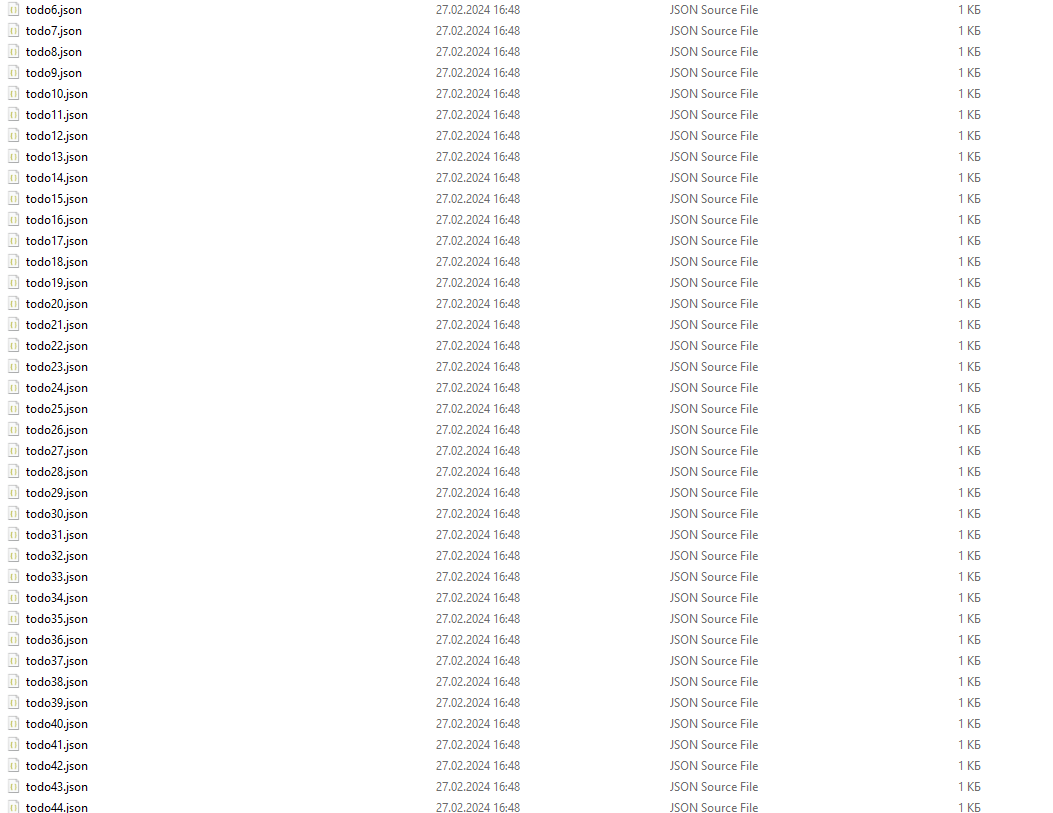 todo6.json 27.02.2024 16:48 JSON Source File 1 КБ
todo7.json 27.02.2024 16:48 JSON Source File 1 КБ
todo8.json 27.02.2024 16:48 JSON Source File 1 КБ
todo9.json 27.02.2024 16:48 JSON Source File 1 КБ
todo10.json 27.02.2024 16:48 JSON Source File 1 КБ
todo11.json 27.02.2024 16:48 JSON Source File 1 КБ
todo12.json 27.02.2024 16:48 JSON Source File 1 КБ
todo13.json 27.02.2024 16:48 JSON Source File 1 КБ
todo14.json 27.02.2024 16:48 JSON Source File 1 КБ
todo15.json 27.02.2024 16:48 JSON Source File 1 КБ
todo16.json 27.02.2024 16:48 JSON Source File 1 КБ
todo17.json 27.02.2024 16:48 JSON Source File 1 КБ
todo18.json 27.02.2024 16:48 JSON Source File 1 КБ
todo19.json 27.02.2024 16:48 JSON Source File 1 КБ
todo20.json 27.02.2024 16:48 JSON Source File 1 КБ
todo21.json 27.02.2024 16:48 JSON Source File 1 КБ
todo22.json 27.02.2024 16:48 JSON Source File 1 КБ
todo23.json 27.02.2024 16:48 JSON Source File 1 КБ
todo24.json 27.02.2024 16:48 JSON Source File 1 КБ
todo25.json 27.02.2024 16:48 JSON Source File 1 КБ
todo26.json 27.02.2024 16:48 JSON Source File 1 КБ
todo27.json 27.02.2024 16:48 JSON Source File 1 КБ
todo28.json 27.02.2024 16:48 JSON Source File 1 КБ
todo29.json 27.02.2024 16:48 JSON Source File 1 КБ
todo30.json 27.02.2024 16:48 JSON Source File 1 КБ
todo31.json 27.02.2024 16:48 JSON Source File 1 КБ
todo32.json 27.02.2024 16:48 JSON Source File 1 КБ
todo33.json 27.02.2024 16:48 JSON Source File 1 КБ
todo34.json 27.02.2024 16:48 JSON Source File 1 КБ
todo35.json 27.02.2024 16:48 JSON Source File 1 КБ
todo36.json 27.02.2024 16:48 JSON Source File 1 КБ
todo37.json 27.02.2024 16:48 JSON Source File 1 КБ
todo38.json 27.02.2024 16:48 JSON Source File 1 КБ
todo39.json 27.02.2024 16:48 JSON Source File 1 КБ
todo40.json 27.02.2024 16:48 JSON Source File 1 КБ
todo41.json 27.02.2024 16:48 JSON Source File 1 КБ
todo42.json 27.02.2024 16:48 JSON Source File 1 КБ
todo43.json 27.02.2024 16:48 JSON Source File 1 КБ
todo44.json 27.02.2024 16:48 JSON Source File 1 КБ